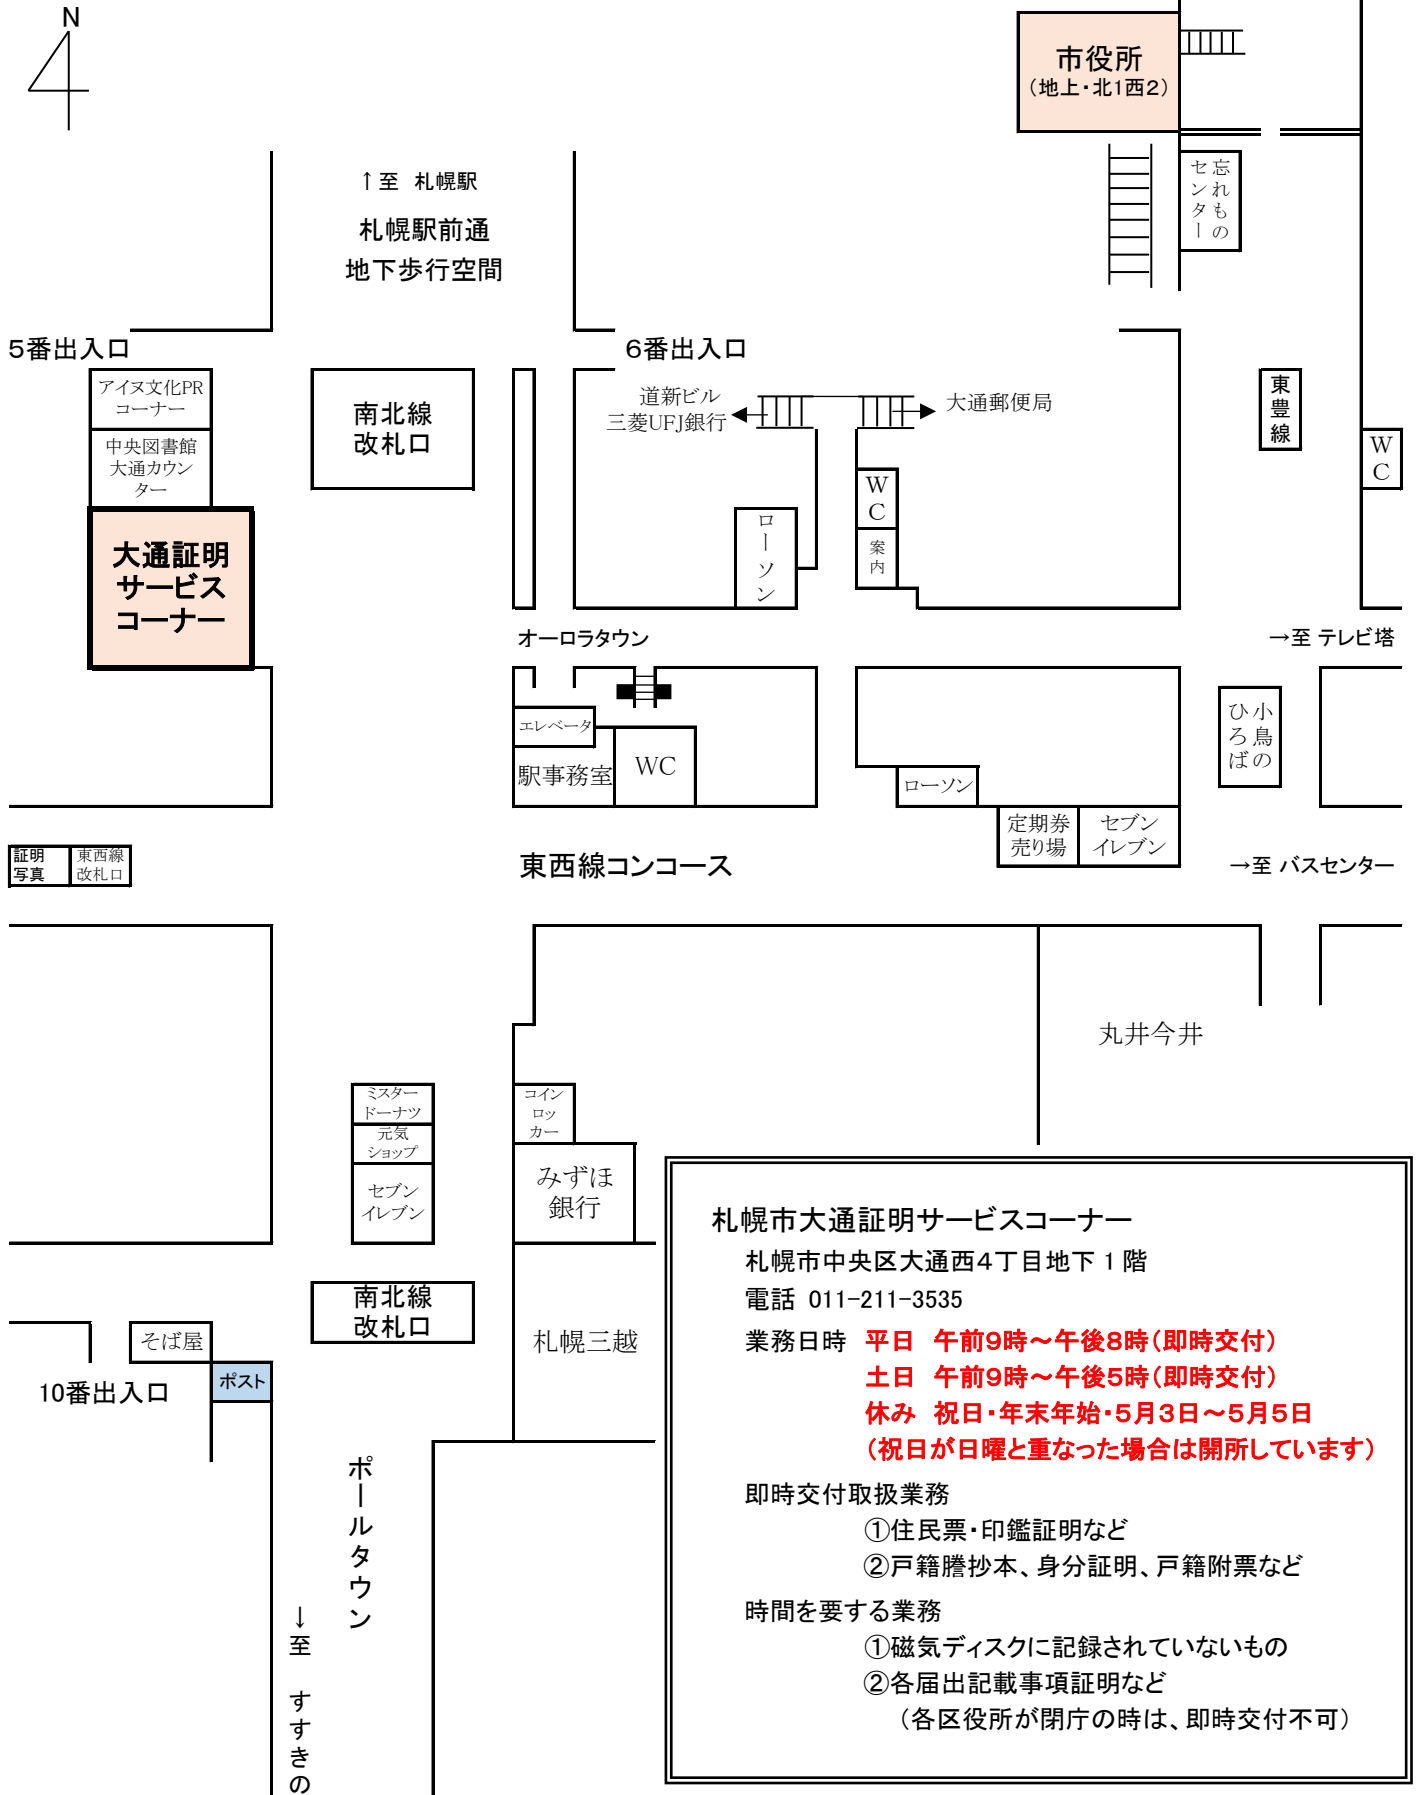 N
市役所
（地上・北1西2）
忘れもの
センター
↑至 札幌駅
札幌駅前通
地下歩行空間
5番出入口
6番出入口
アイヌ文化PR
コーナー
中央図書館
大通カウン
ター
大通証明
サービス
コーナー
南北線
改札口
道新ビル
三菱UFJ銀行
大通郵便局
東豊線
WC
WC
案内
ローソン
オーロラタウン
→至 テレビ塔
エレベータ
駅事務室
WC
小鳥の
ひろば
ローソン
定期券
売り場
セブン
イレブン
証明
写真
東西線
改札口
東西線コンコース
→至 バスセンター
丸井今井
ミスター
ドーナツ
元気
ショップ
セブン
イレブン
コイン
ロッ
カー
みずほ
銀行
南北線
改札口
札幌三越
そば屋
ポスト
10番出入口
ポールタウン
↓至 すすきの
札幌市大通証明サービスコーナー
札幌市中央区大通西4丁目地下1階
電話 011-211-3535
業務日時 平日 午前9時～午後8時（即時交付）
土日 午前9時～午後5時（即時交付）
休み 祝日・年末年始・5月3日～5月5日
（祝日が日曜と重なった場合は開所しています）
即時交付取扱業務
①住民票・印鑑証明など
②戸籍謄抄本、身分証明、戸籍附票など
時間を要する業務
①磁気ディスクに記録されていないもの
②各届出記載事項証明など
（各区役所が閉庁の時は、即時交付不可）